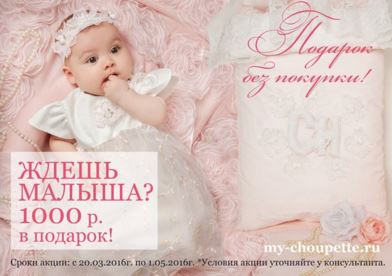 Подарок
без покупки!
CH
ЖДЕШЬ
МАЛЫША?
1000 р.
в подарок!
my-choupette.ru
Сроки акции: с 20.03.2016г. по 1.05.2016г. *Условия акции уточняйте у консультанта.